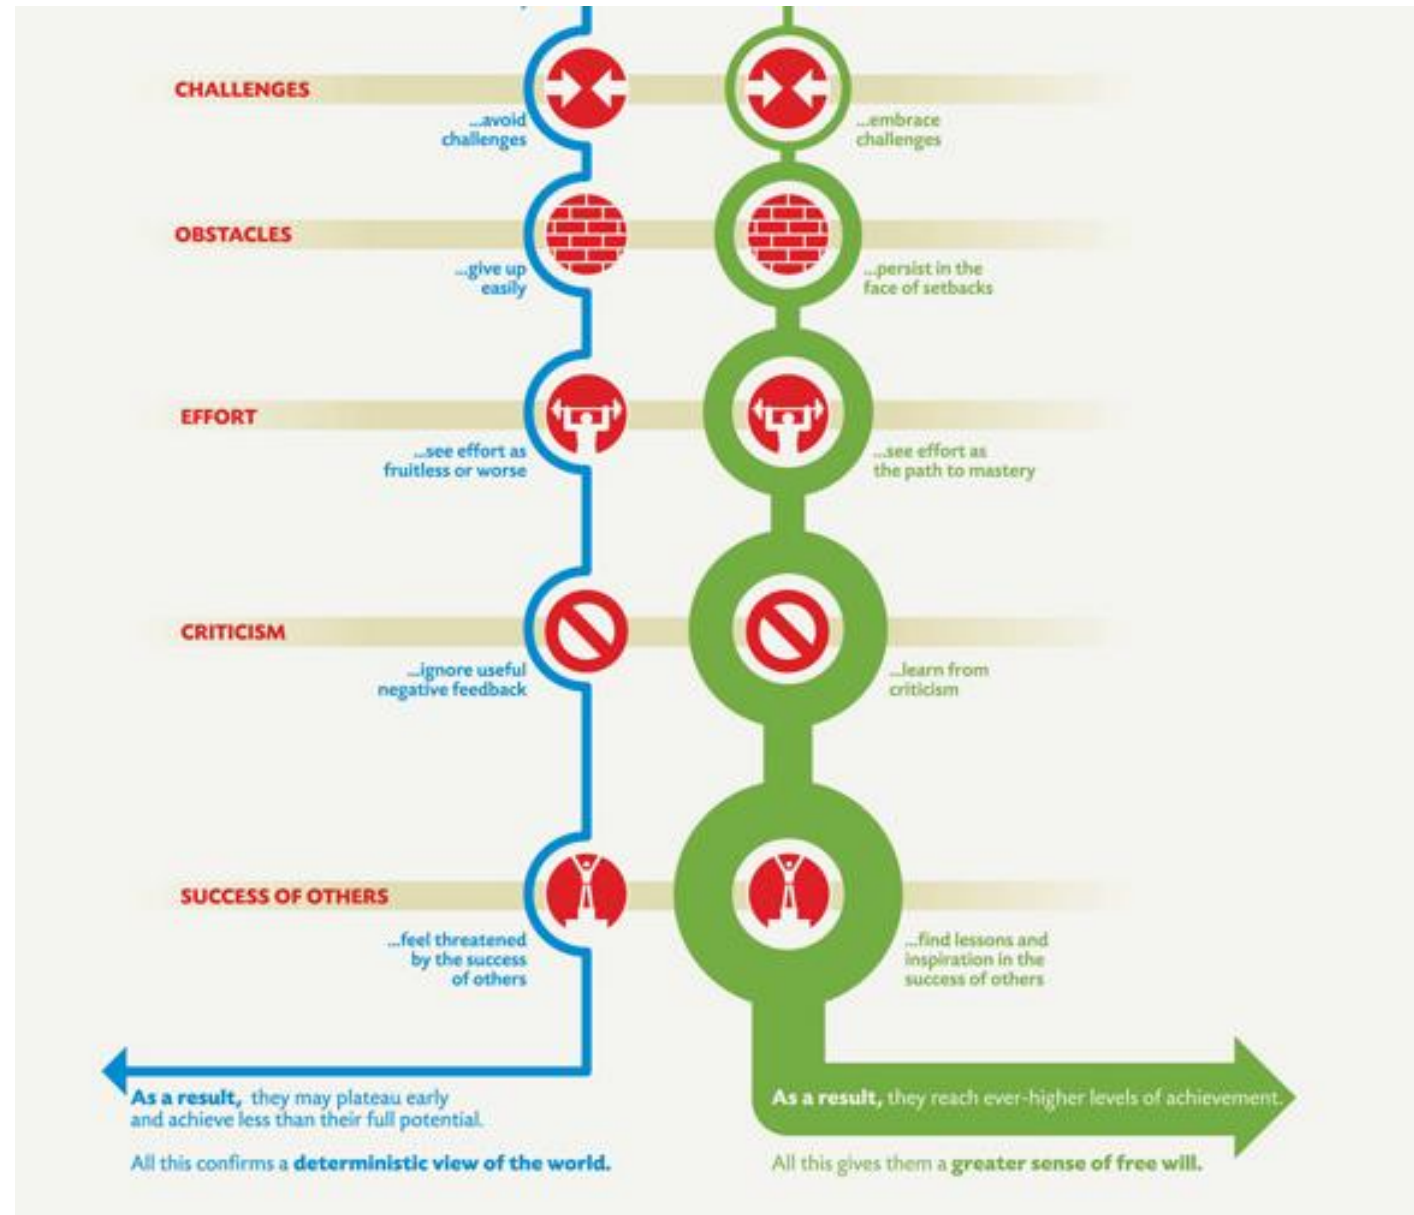 CHALLENGES
...avoid
challenges
...embrace
challenges
OBSTACLES
...give up
easily
...persist in the
face of setbacks
EFFORT
...see effort as
fruitless or worse
...see effort as
the path to mastery
CRITICISM
...ignore useful
negative feedback
...learn from
criticism
SUCCESS OF OTHERS
...feel threatened
by the success
of others
...find lessons and
inspiration in the
success of others
As a result, they may plateau early
and achieve less than their full potential.
All this confirms a deterministic view of the world.
As a result, they reach ever-higher levels of achievement.
All this gives them a greater sense of free will.